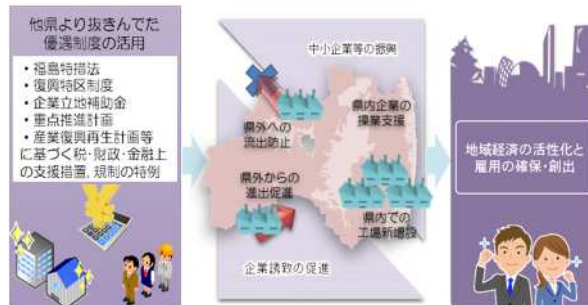 他県より抜きんでた
優遇制度の活用
・福島特措法
・復興特区制度
・企業立地補助金
・重点推進計画
・産業復興再生計画等
に基づく税・財政・金融上
の支援措置、規制の特例
中小企業等の振興
県外への
流出防止
県内企業の
操業支援
県外からの
進出促進
県内での
工場新増設
企業誘致の促進
地域経済の活性化と
雇用の確保・創出